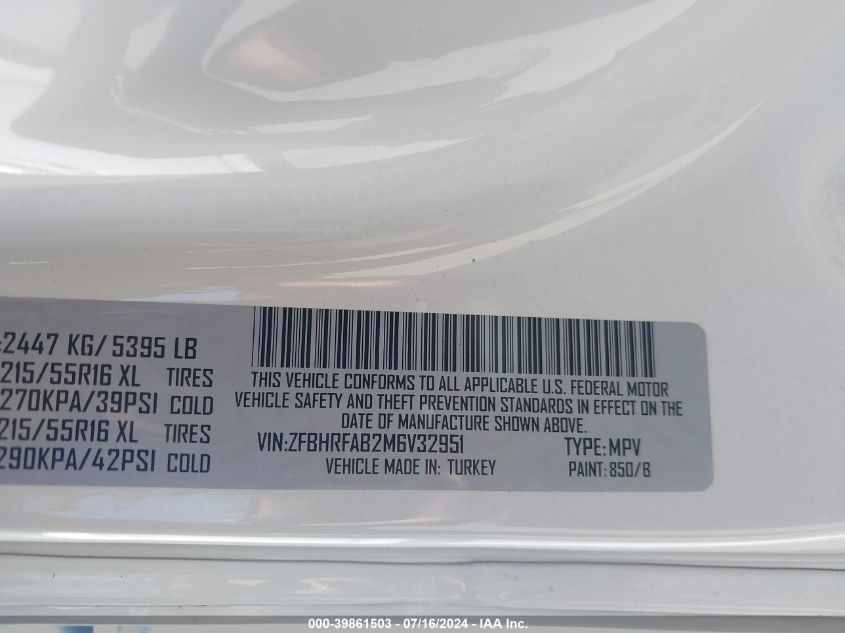 2447 KG/ 5395 LB
215/55R16 XL TIRES
270KPA/39PSI COLD
215/55R16 XL TIRES
290KPA/42PSI COLD
THIS VEHICLE CONFORMS TO ALL APPLICABLE U.S. FEDERAL MOTOR
VEHICLE SAFETY AND THEFT PREVENTION STANDARDS IN EFFECT ON THE
DATE OF MANUFACTURE SHOWN ABOVE.
VIN:ZFBHRFAB2M6V32951 TYPE: MPV
VEHICLE MADE IN: TURKEY PAINT: 850/B
000-39861503 / 07/16/2024 - IAA Inc.